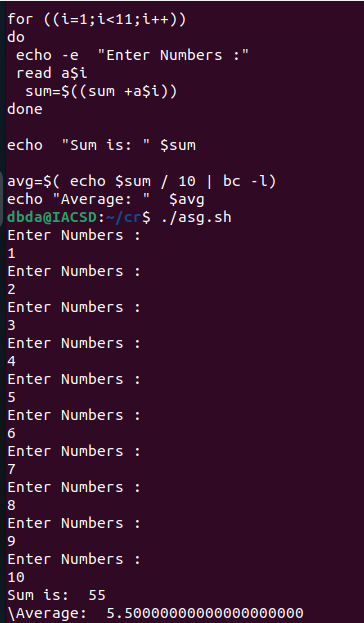 for ((i=1;i<11;i++))
do
 echo -e  "Enter Numbers :"
 read a$i
  sum=$((sum +a$i))
done

echo  "Sum is: " $sum

avg=$( echo $sum / 10 | bc -l)
echo "Average: "  $avg
dbda@IACSD:~/cr$ ./asg.sh
Enter Numbers :
1
Enter Numbers :
2
Enter Numbers :
3
Enter Numbers :
4
Enter Numbers :
5
Enter Numbers :
6
Enter Numbers :
7
Enter Numbers :
8
Enter Numbers :
9
Enter Numbers :
10
Sum is:  55
\Average:  5.50000000000000000000